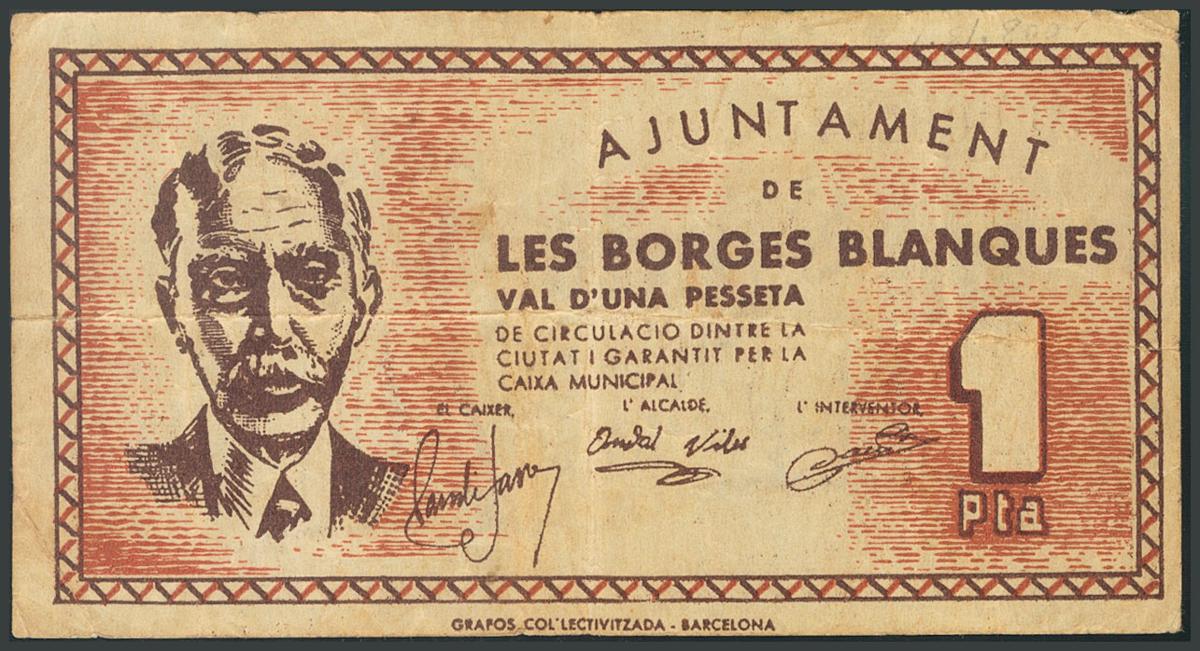 AJUNTAMENT
DE
LES BORGES BLANQUES
VAL D'UNA PESSETA
DE CIRCULACIO DINTRE LA
CIUTAT I GARANTIT PER LA
CAIXA MUNICIPAL
EL CAIXER,
L'ALCALDE,
L'INTERVENTOR,
1
Pta
GRAFOS COL'LECTIVITZADA - BARCELONA